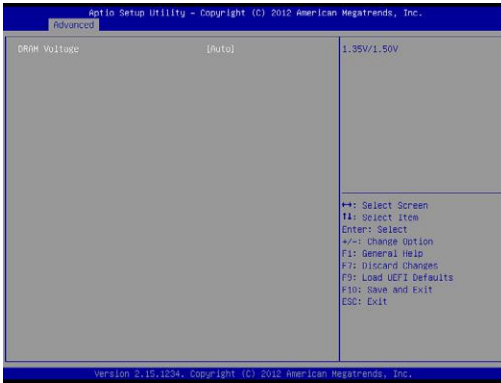 Aptio Setup Utility - Copyright (C) 2012 American Megatrends, Inc.
Advanced
DRAM Voltage [Auto]
1.35V/1.50V
↔: Select Screen
↑↓: Select Item
Enter: Select
+/-: Change Option
F1: General Help
F7: Discard Changes
F9: Load UEFI Defaults
F10: Save and Exit
ESC: Exit
Version 2.15.1234. Copyright (C) 2012 American Megatrends, Inc.